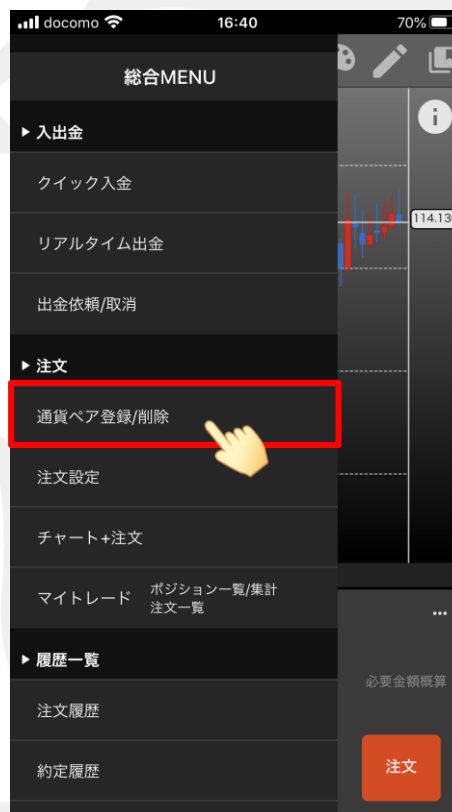 docomo 16:40 70%
総合MENU
▶ 入出金
クイック入金
リアルタイム出金
出金依頼/取消
▶ 注文
通貨ペア登録/削除
注文設定
チャート+注文
マイトレード ポジション一覧/集計
注文一覧
▶ 履歴一覧
注文履歴
約定履歴
i
114.130
...
必要金額概算
注文